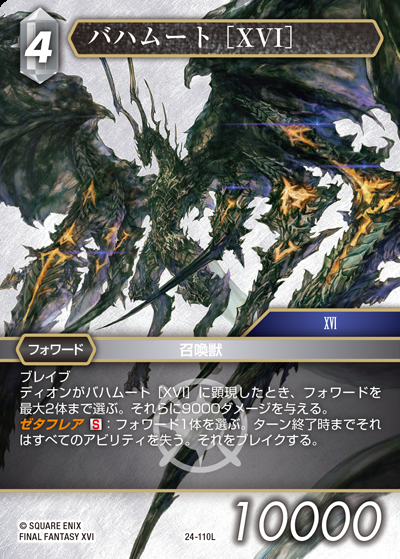 4
バハムート［XVI］
XVI
フォワード
召喚獣
ブレイブ
ディオンがバハムート［XVI］に顕現したとき、フォワードを
最大2体まで選ぶ。それらに9000ダメージを与える。
ゼタフレア S：フォワード1体を選ぶ。ターン終了時までそれ
はすべてのアビリティを失う。それをブレイクする。
© SQUARE ENIX
FINAL FANTASY XVI
24-110L
10000